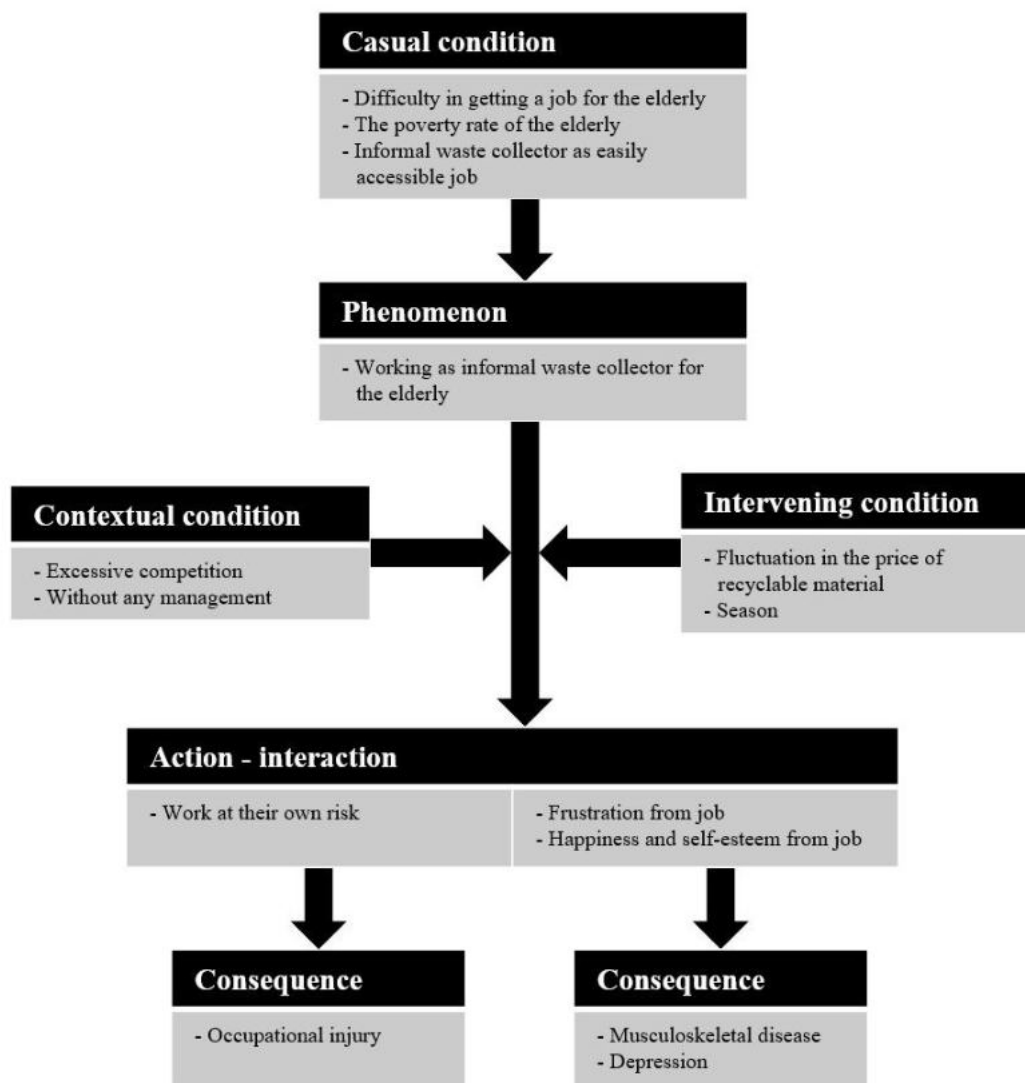 Casual condition
- Difficulty in getting a job for the elderly
- The poverty rate of the elderly
- Informal waste collector as easily
accessible job
Phenomenon
- Working as informal waste collector for
the elderly
Contextual condition
- Excessive competition
- Without any management
Intervening condition
- Fluctuation in the price of
recyclable material
- Season
Action - interaction
- Work at their own risk
- Frustration from job
- Happiness and self-esteem from job
Consequence
- Occupational injury
Consequence
- Musculoskeletal disease
- Depression